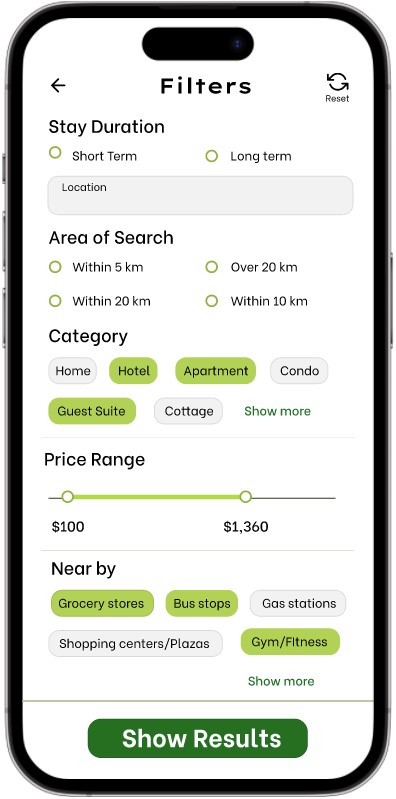 Filters
Reset
Stay Duration
Short Term Long term
Location
Area of Search
Within 5 km Over 20 km
Within 20 km Within 10 km
Category
Home Hotel Apartment Condo
Guest Suite Cottage Show more
Price Range
$100 $1,360
Near by
Grocery stores Bus stops Gas stations
Shopping centers/Plazas Gym/FItness
Show more
Show Results